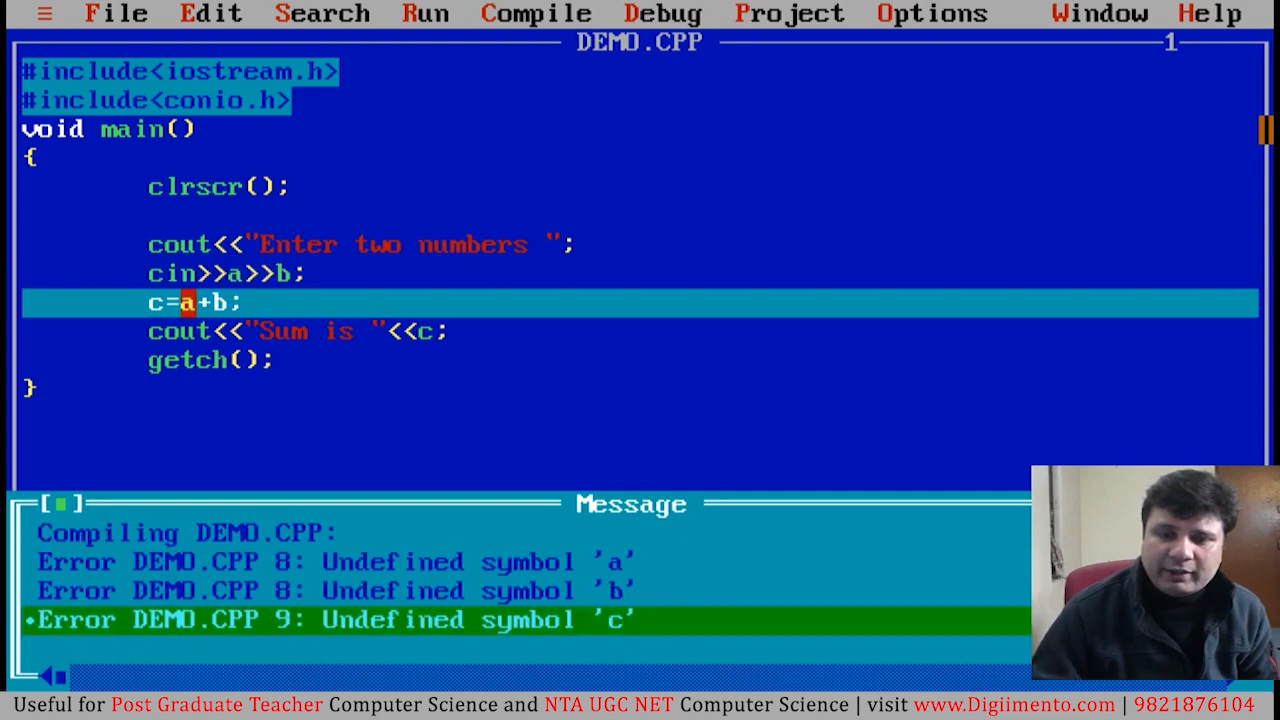 ≡ File Edit Search Run Compile Debug Project Options Window Help
DEMO.CPP 1
#include<iostream.h>
#include<conio.h>
void main()
{
clrscr();
cout<<"Enter two numbers ";
cin>>a>>b;
c=a+b;
cout<<"Sum is "<<c;
getch();
}
[■] Message
Compiling DEMO.CPP:
Error DEMO.CPP 8: Undefined symbol 'a'
Error DEMO.CPP 8: Undefined symbol 'b'
•Error DEMO.CPP 9: Undefined symbol 'c'
Useful for Post Graduate Teacher Computer Science and NTA UGC NET Computer Science | visit www.Digiimento.com | 9821876104